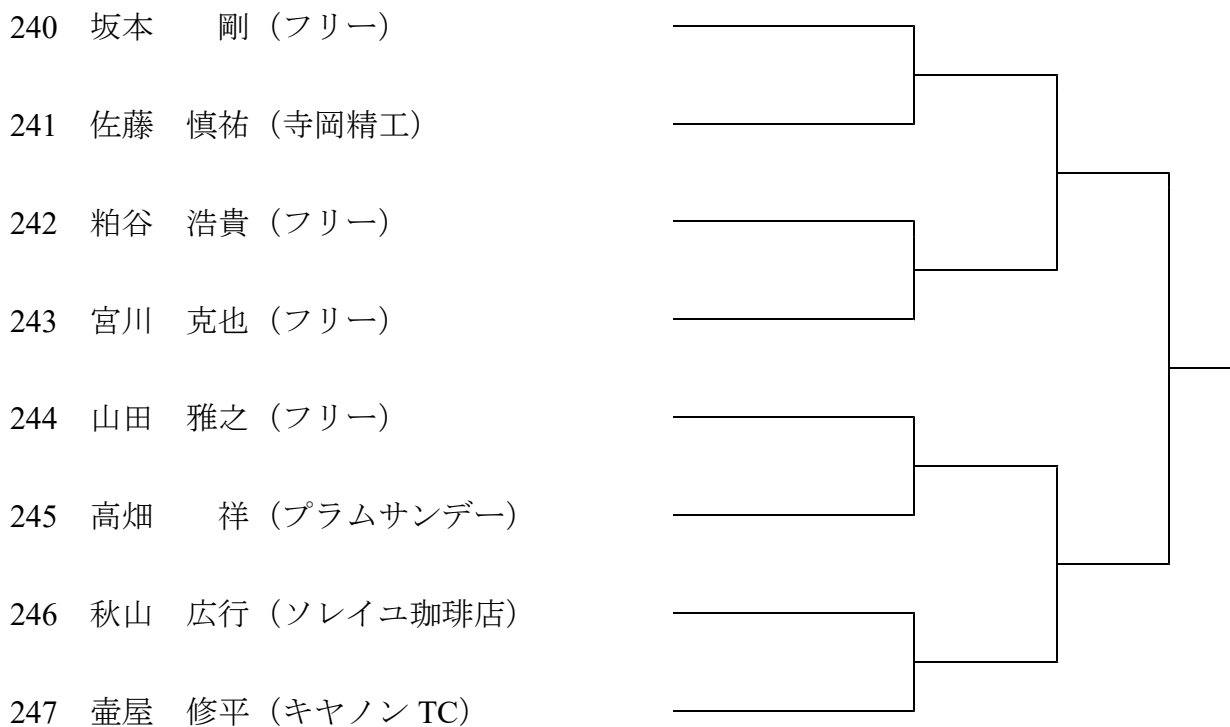 240 坂本　　剛（フリー）
241 佐藤　慎祐（寺岡精工）
242 粕谷　浩貴（フリー）
243 宮川　克也（フリー）
244 山田　雅之（フリー）
245 高畑　　祥（プラムサンデー）
246 秋山　広行（ソレイユ珈琲店）
247 壷屋　修平（キヤノン TC）